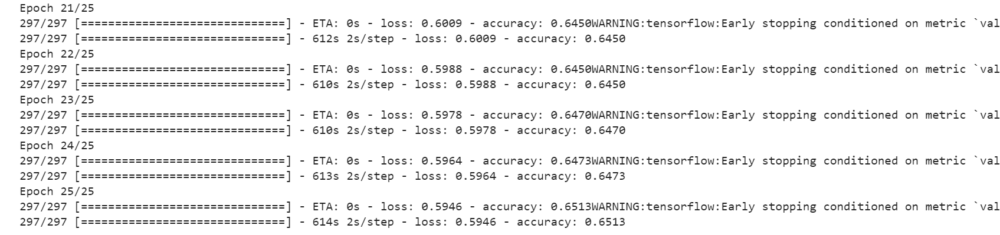 Epoch 21/25
297/297 [==============================] - ETA: 0s - loss: 0.6009 - accuracy: 0.6450WARNING:tensorflow:Early stopping conditioned on metric `val
297/297 [==============================] - 612s 2s/step - loss: 0.6009 - accuracy: 0.6450
Epoch 22/25
297/297 [==============================] - ETA: 0s - loss: 0.5988 - accuracy: 0.6450WARNING:tensorflow:Early stopping conditioned on metric `val
297/297 [==============================] - 610s 2s/step - loss: 0.5988 - accuracy: 0.6450
Epoch 23/25
297/297 [==============================] - ETA: 0s - loss: 0.5978 - accuracy: 0.6470WARNING:tensorflow:Early stopping conditioned on metric `val
297/297 [==============================] - 610s 2s/step - loss: 0.5978 - accuracy: 0.6470
Epoch 24/25
297/297 [==============================] - ETA: 0s - loss: 0.5964 - accuracy: 0.6473WARNING:tensorflow:Early stopping conditioned on metric `val
297/297 [==============================] - 613s 2s/step - loss: 0.5964 - accuracy: 0.6473
Epoch 25/25
297/297 [==============================] - ETA: 0s - loss: 0.5946 - accuracy: 0.6513WARNING:tensorflow:Early stopping conditioned on metric `val
297/297 [==============================] - 614s 2s/step - loss: 0.5946 - accuracy: 0.6513